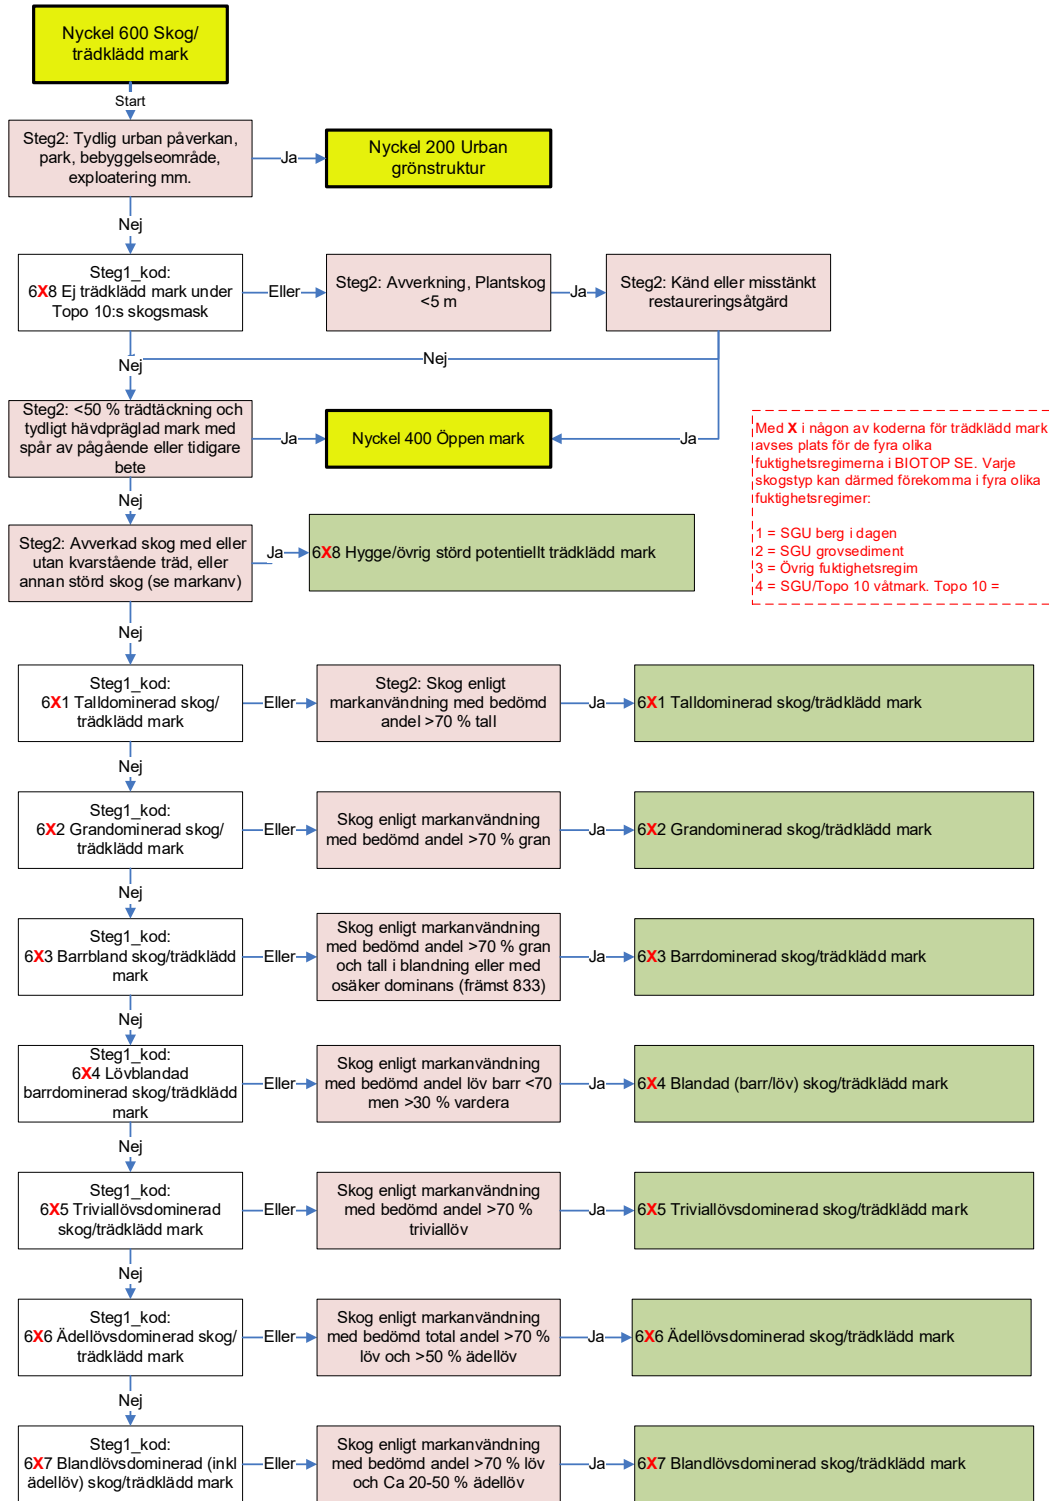 Nyckel 600 Skog/
trädklädd mark
Start
Steg2: Tydlig urban påverkan,
park, bebyggelseområde,
exploatering mm.
Ja
Nyckel 200 Urban
grönstruktur
Nej
Steg1_kod:
6X8 Ej trädklädd mark under
Topo 10:s skogsmask
Eller
Steg2: Avverkning, Plantskog
<5 m
Ja
Steg2: Känd eller misstänkt
restaureringsåtgärd
Nej
Nej
Steg2: <50 % trädtäckning och
tydligt hävdpräglad mark med
spår av pågående eller tidigare
bete
Ja
Nyckel 400 Öppen mark
Ja
Med X i någon av koderna för trädklädd mark
avses plats för de fyra olika
fuktighetsregimerna i BIOTOP SE. Varje
skogstyp kan därmed förekomma i fyra olika
fuktighetsregimer:
1 = SGU berg i dagen
2 = SGU grovsediment
3 = Övrig fuktighetsregim
4 = SGU/Topo 10 våtmark. Topo 10 =
Nej
Steg2: Avverkad skog med eller
utan kvarstående träd, eller
annan störd skog (se markanv)
Ja
6X8 Hygge/övrig störd potentiellt trädklädd mark
Nej
Steg1_kod:
6X1 Talldominerad skog/
trädklädd mark
Eller
Steg2: Skog enligt
markanvändning med bedömd
andel >70 % tall
Ja
6X1 Talldominerad skog/trädklädd mark
Nej
Steg1_kod:
6X2 Grandominerad skog/
trädklädd mark
Eller
Skog enligt markanvändning
med bedömd andel >70 % gran
Ja
6X2 Grandominerad skog/trädklädd mark
Nej
Steg1_kod:
6X3 Barrbland skog/trädklädd
mark
Eller
Skog enligt markanvändning
med bedömd andel >70 % gran
och tall i blandning eller med
osäker dominans (främst 833)
Ja
6X3 Barrdominerad skog/trädklädd mark
Nej
Steg1_kod:
6X4 Lövblandad
barrdominerad skog/trädklädd
mark
Eller
Skog enligt markanvändning
med bedömd andel löv barr <70
men >30 % vardera
Ja
6X4 Blandad (barr/löv) skog/trädklädd mark
Nej
Steg1_kod:
6X5 Triviallövsdominerad
skog/trädklädd mark
Eller
Skog enligt markanvändning
med bedömd andel >70 %
triviallöv
Ja
6X5 Triviallövsdominerad skog/trädklädd mark
Nej
Steg1_kod:
6X6 Ädellövsdominerad skog/
trädklädd mark
Eller
Skog enligt markanvändning
med bedömd total andel >70 %
löv och >50 % ädellöv
Ja
6X6 Ädellövsdominerad skog/trädklädd mark
Nej
Steg1_kod:
6X7 Blandlövsdominerad (inkl
ädellöv) skog/trädklädd mark
Eller
Skog enligt markanvändning
med bedömd andel >70 % löv
och Ca 20-50 % ädellöv
Ja
6X7 Blandlövsdominerad skog/trädklädd mark